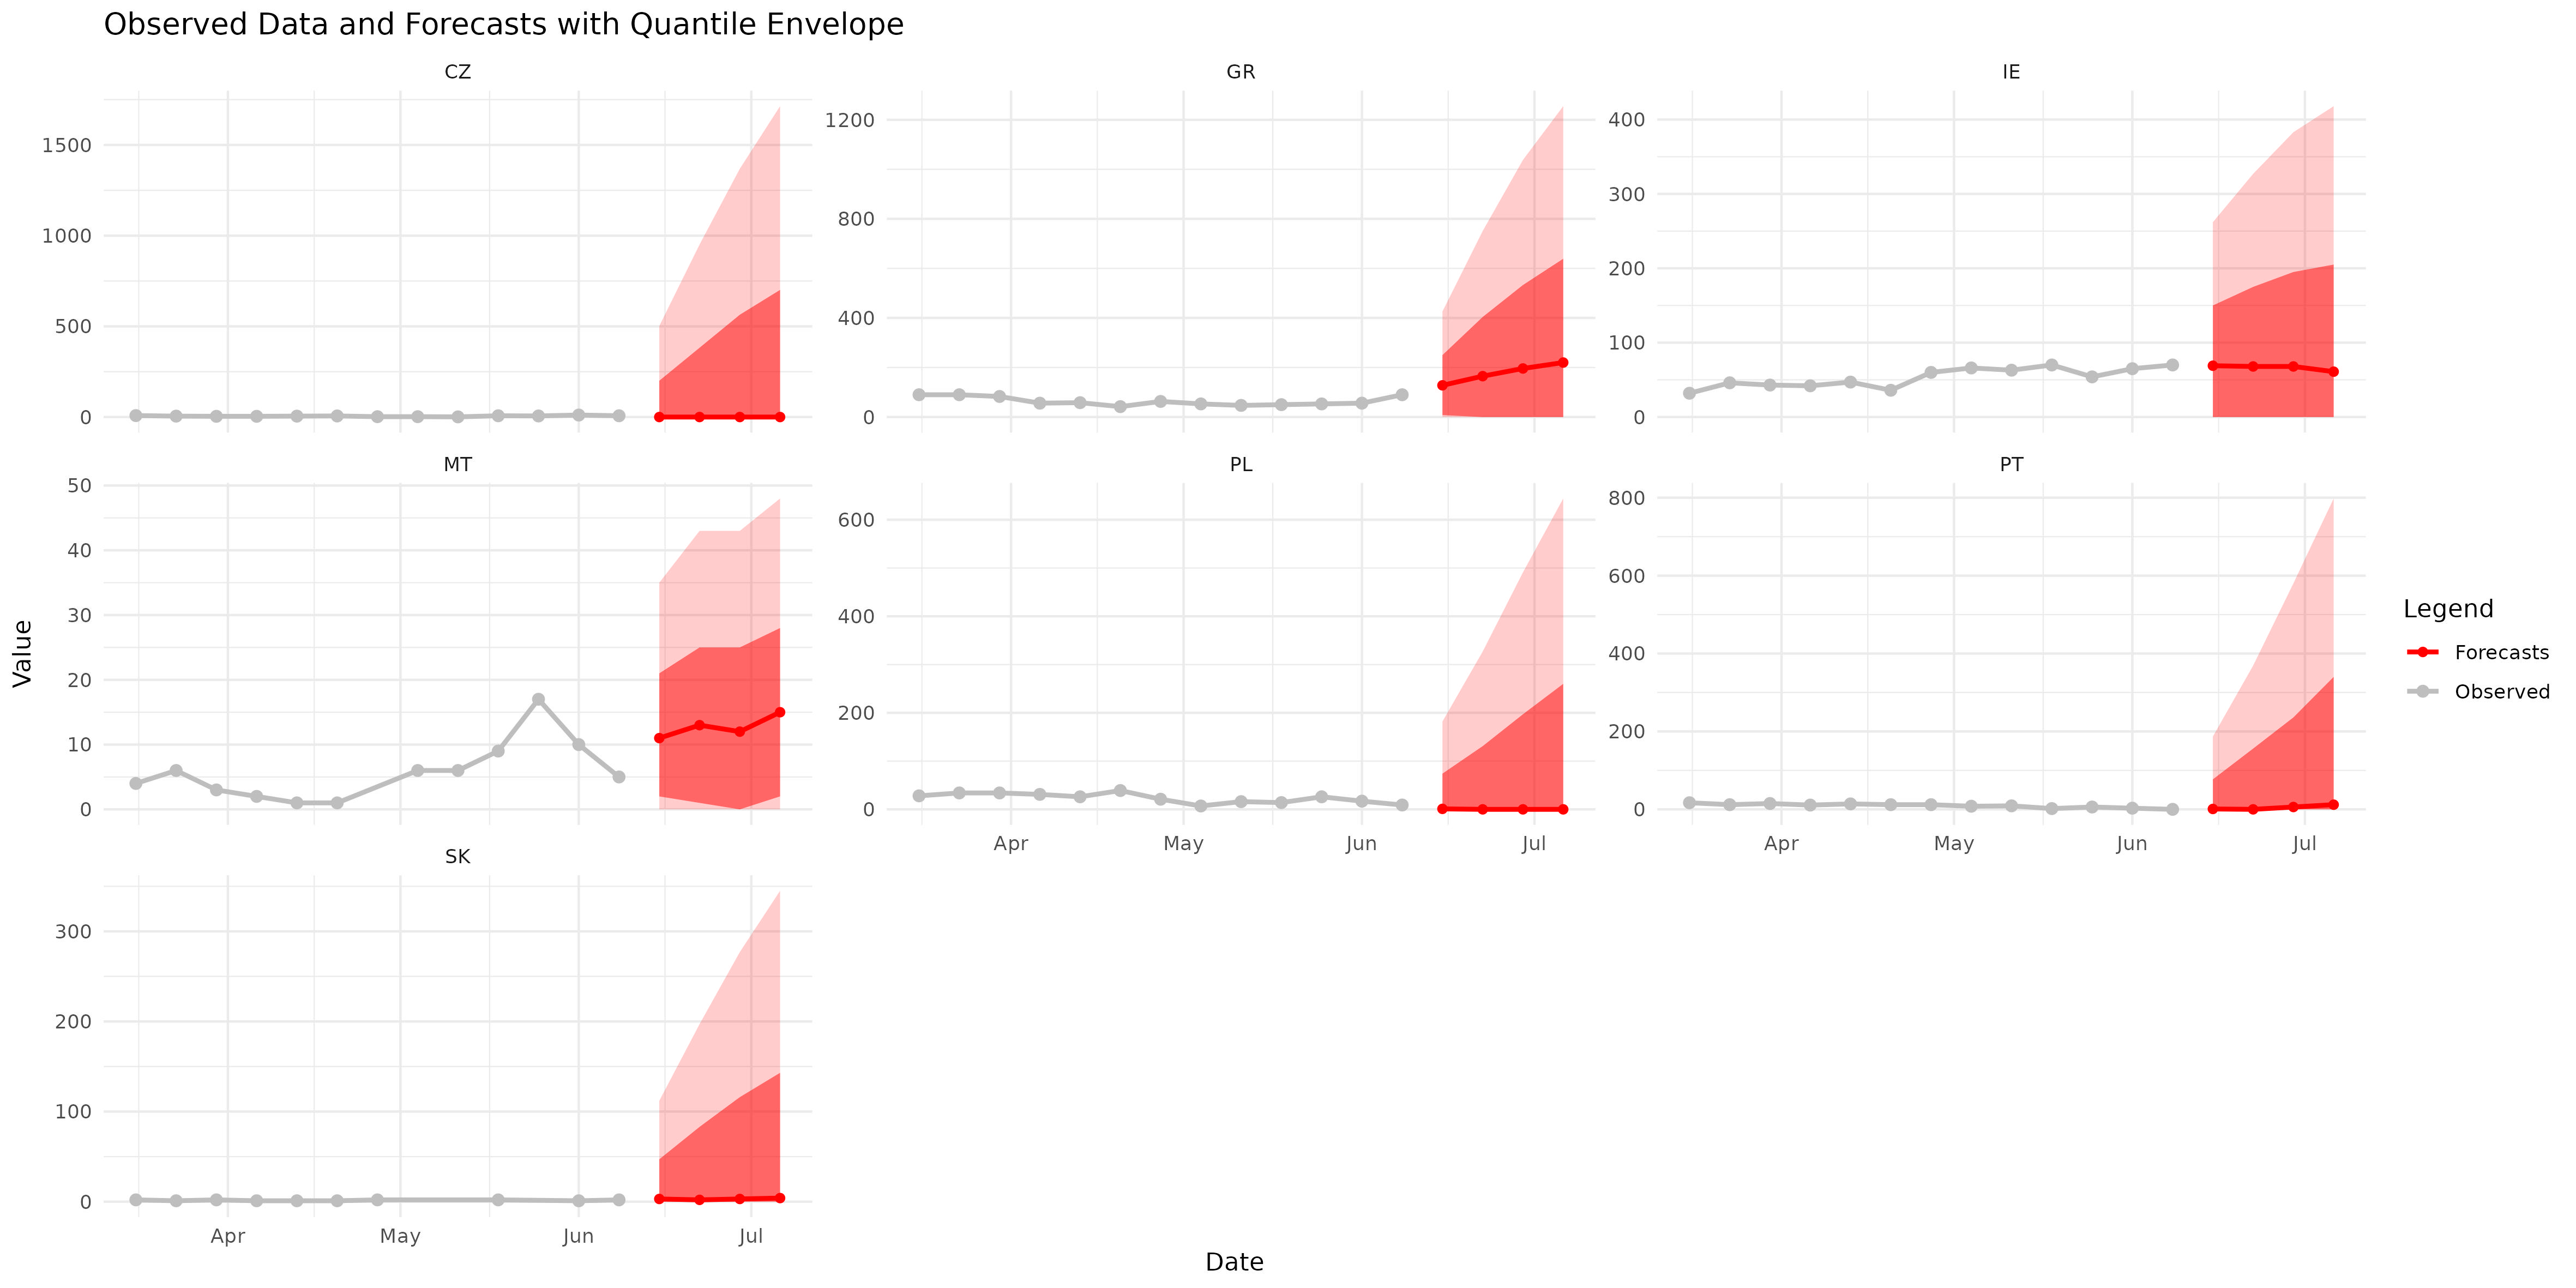 Observed Data and Forecasts with Quantile Envelope
CZ
GR
IE
1500
1000
500
0
1200
800
400
0
400
300
200
100
0
MT
PL
PT
50
40
30
20
10
0
600
400
200
0
800
600
400
200
0
Apr May Jun Jul
Apr May Jun Jul
SK
300
200
100
0
Apr May Jun Jul
Value
Date
Legend
Forecasts
Observed